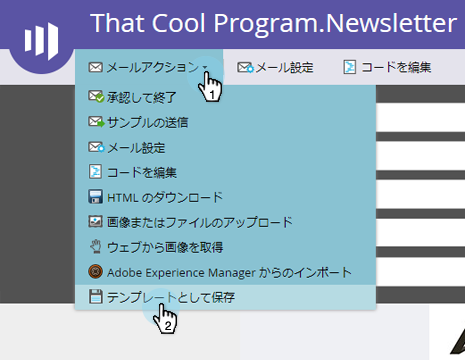 That Cool Program.Newsletter
メールアクション メール設定 コードを編集
1
承認して終了
サンプルの送信
メール設定
コードを編集
HTML のダウンロード
画像またはファイルのアップロード
ウェブから画像を取得
Adobe Experience Manager からのインポート
テンプレートとして保存
2